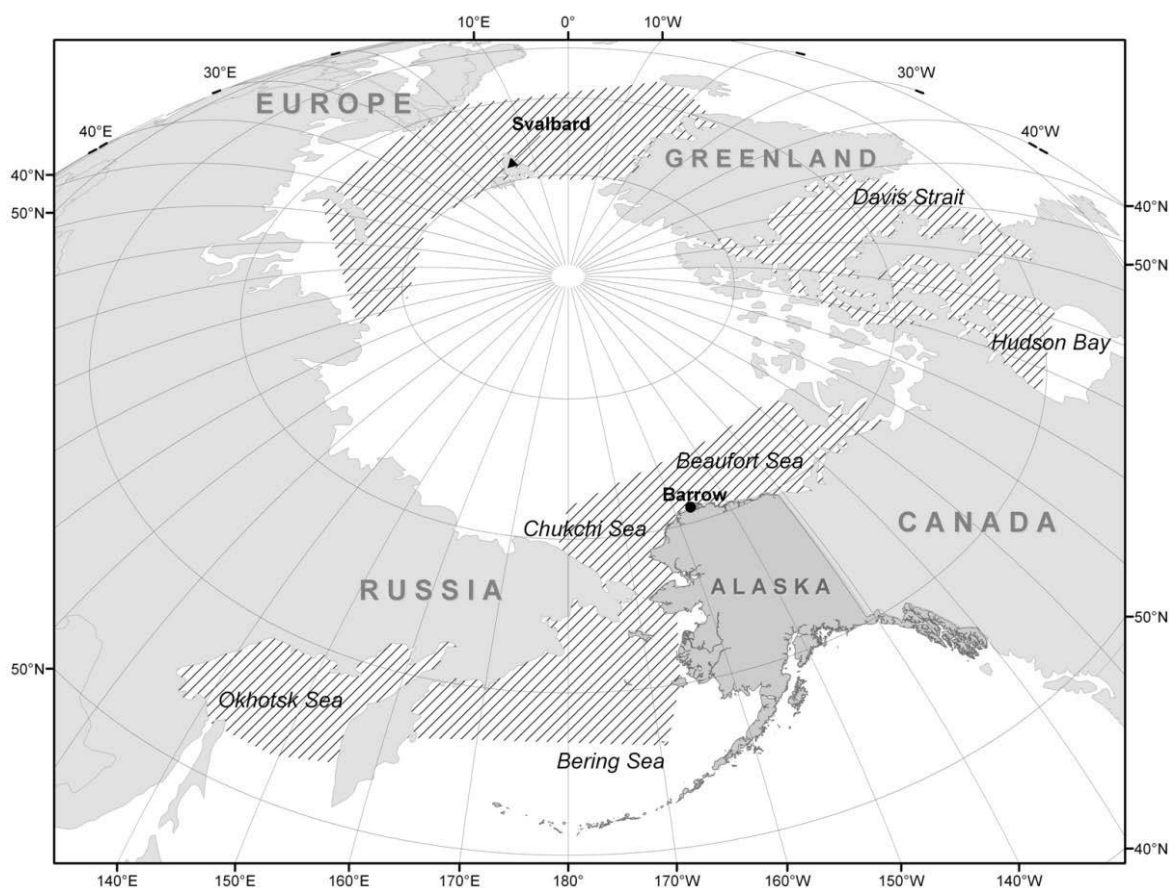 10°E
0°
10°W
30°E
30°W
EUROPE
40°E
40°W
Svalbard
GREENLAND
40°N
50°N
Davis Strait
40°N
50°N
Hudson Bay
Beaufort Sea
Barrow
Chukchi Sea
CANADA
RUSSIA
ALASKA
50°N
50°N
Okhotsk Sea
Bering Sea
40°N
140°E
150°E
160°E
170°E
180°
170°W
160°W
150°W
140°W